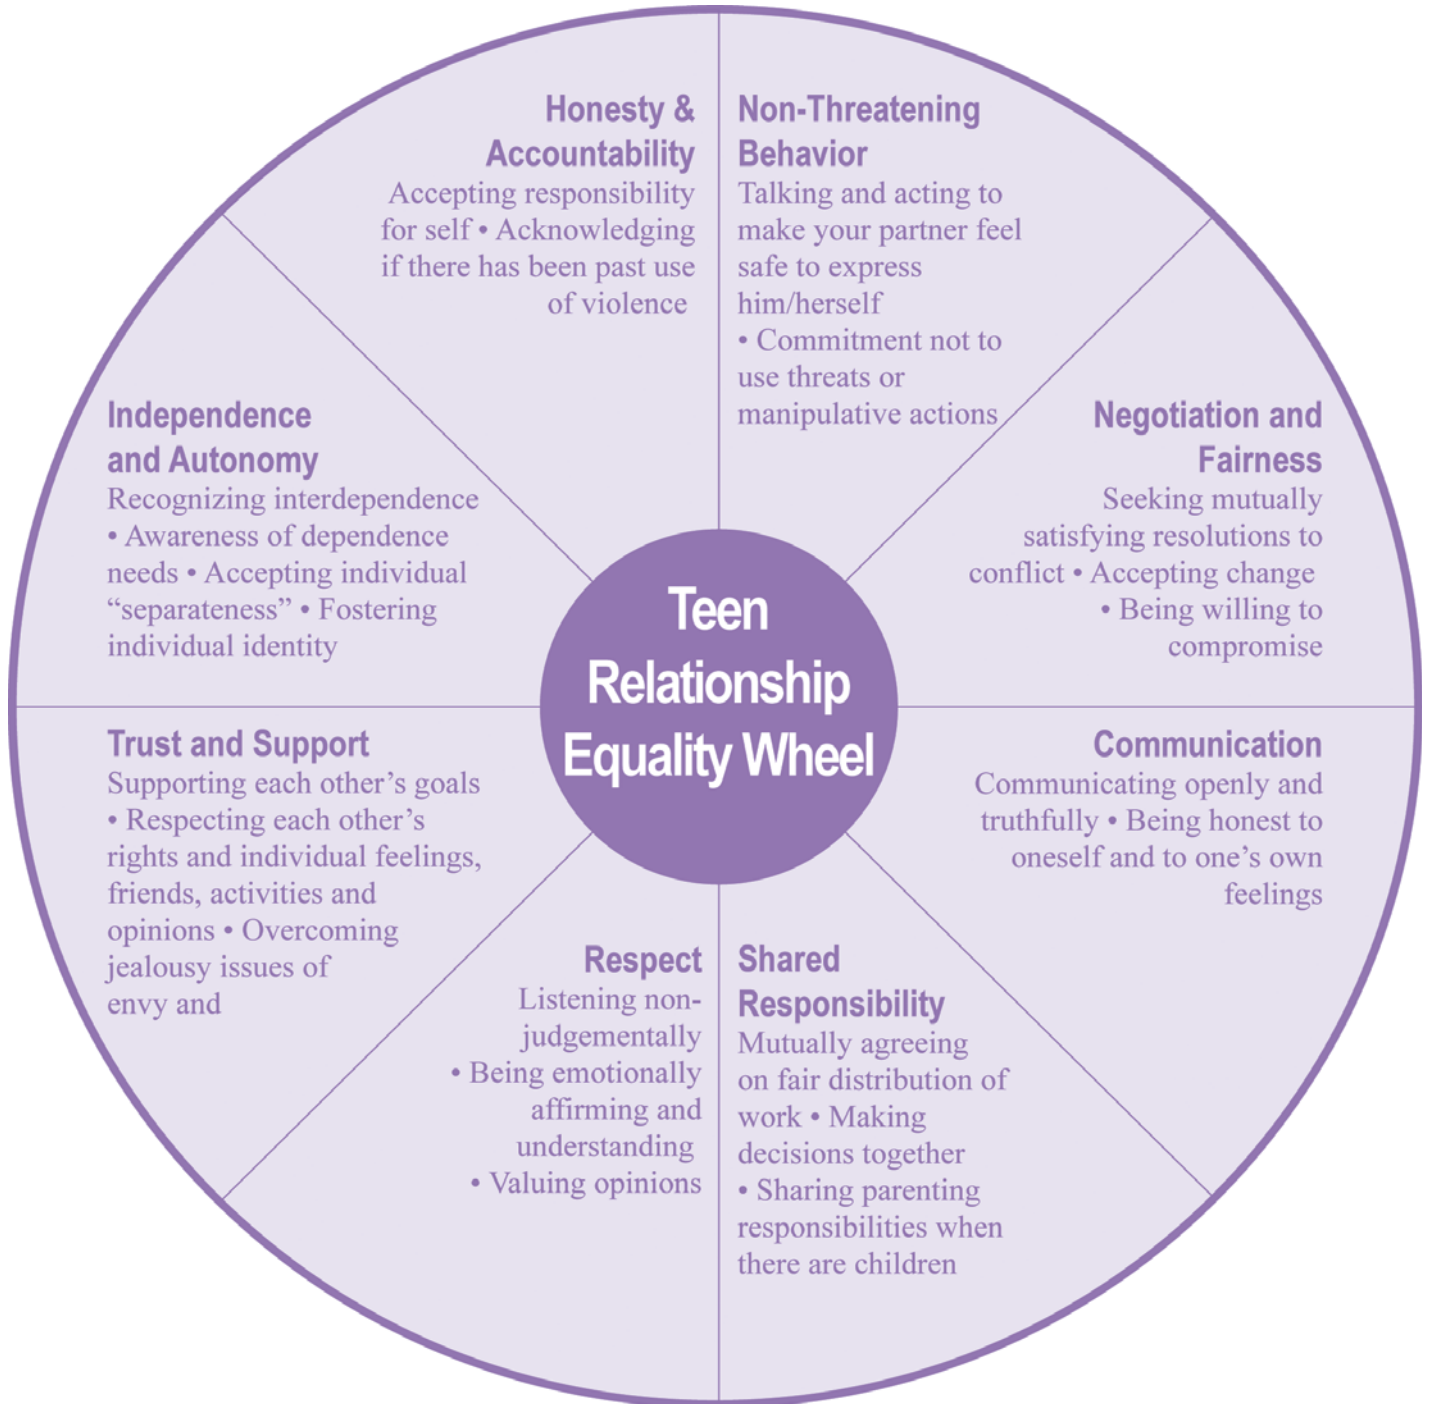 Honesty &
Accountability
Accepting responsibility
for self • Acknowledging
if there has been past use
of violence
Non-Threatening
Behavior
Talking and acting to
make your partner feel
safe to express
him/herself
• Commitment not to
use threats or
manipulative actions
Negotiation and
Fairness
Seeking mutually
satisfying resolutions to
conflict • Accepting change
• Being willing to
compromise
Communication
Communicating openly and
truthfully • Being honest to
oneself and to one’s own
feelings
Shared
Responsibility
Mutually agreeing
on fair distribution of
work • Making
decisions together
• Sharing parenting
responsibilities when
there are children
Respect
Listening non-
judgementally
• Being emotionally
affirming and
understanding
• Valuing opinions
Trust and Support
Supporting each other’s goals
• Respecting each other’s
rights and individual feelings,
friends, activities and
opinions • Overcoming
jealousy issues of
envy and
Independence
and Autonomy
Recognizing interdependence
• Awareness of dependence
needs • Accepting individual
“separateness” • Fostering
individual identity
Teen
Relationship
Equality Wheel